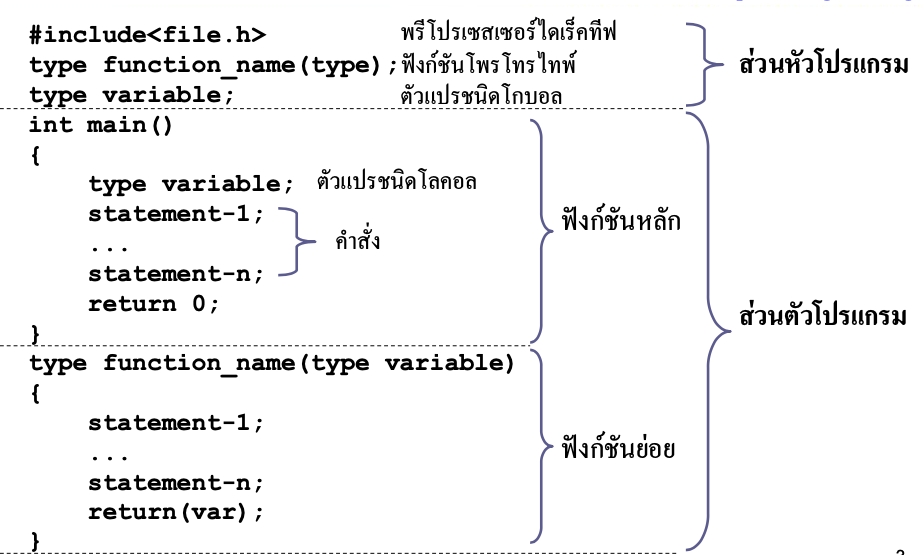 #include<file.h> พรีโปรเซสเซอร์ไดเร็คทีฟ
type function_name(type);ฟังก์ชันโพรโทรไทพ์
type variable; ตัวแปรชนิดโกบอล
ส่วนหัวโปรแกรม
int main()
{
type variable; ตัวแปรชนิดโลคอล
statement-1;
...
statement-n;
คำสั่ง
return 0;
}
ฟังก์ชันหลัก
ส่วนตัวโปรแกรม
type function_name(type variable)
{
statement-1;
...
statement-n;
return(var);
}
ฟังก์ชันย่อย